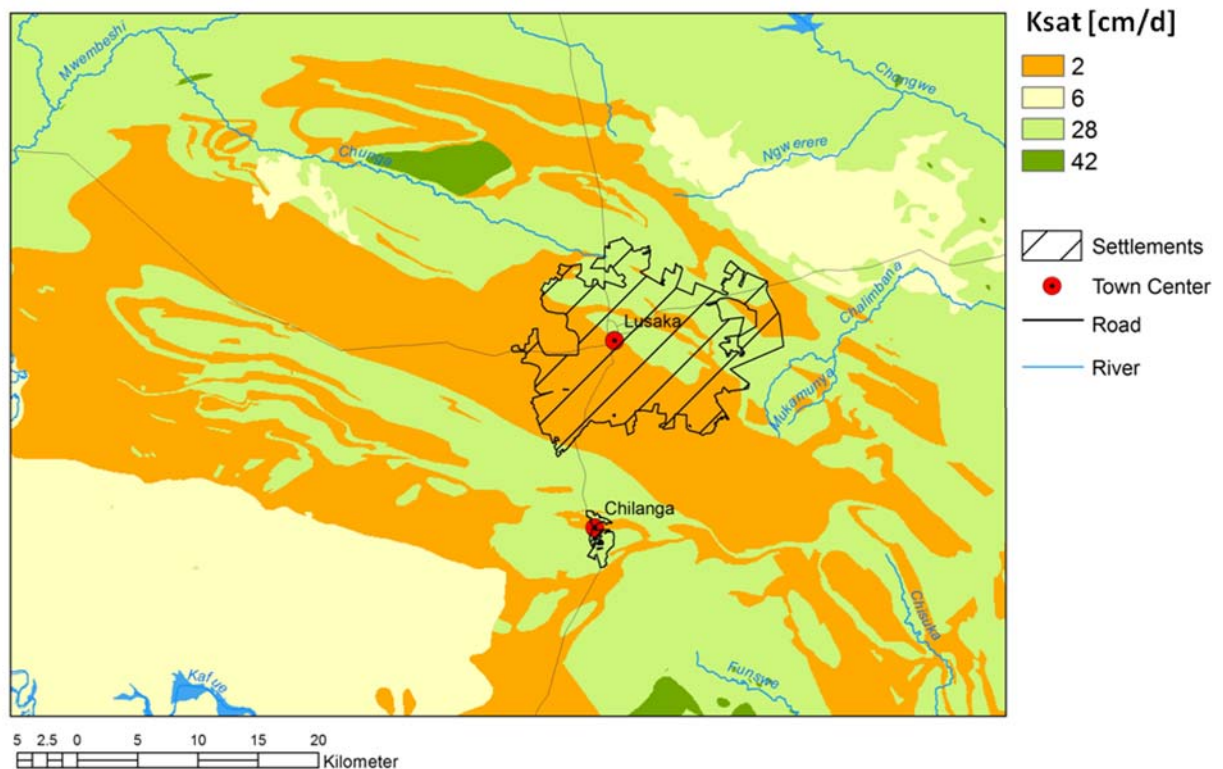 Ksat [cm/d]
2
6
28
42
Settlements
Town Center
Road
River
Mwembeshi
Chongwe
Chunga
Ngwerere
Chalimbana
Lusaka
Mukamunya
Chilanga
Chisuka
Funswe
Kafue
5 2.5 0 5 10 15 20
Kilometer